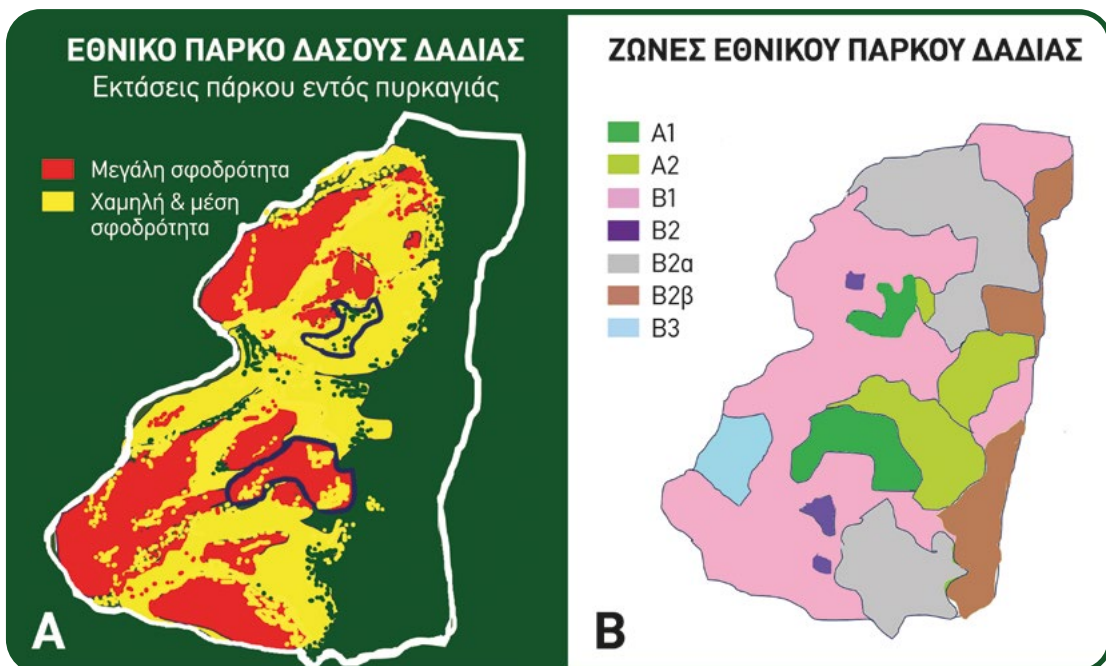 ΕΘΝΙΚΟ ΠΑΡΚΟ ΔΑΣΟΥΣ ΔΑΔΙΑΣ
Εκτάσεις πάρκου εντός πυρκαγιάς
Μεγάλη σφοδρότητα
Χαμηλή & μέση
σφοδρότητα
A
ΖΩΝΕΣ ΕΘΝΙΚΟΥ ΠΑΡΚΟΥ ΔΑΔΙΑΣ
A1
A2
B1
B2
B2α
B2β
B3
B